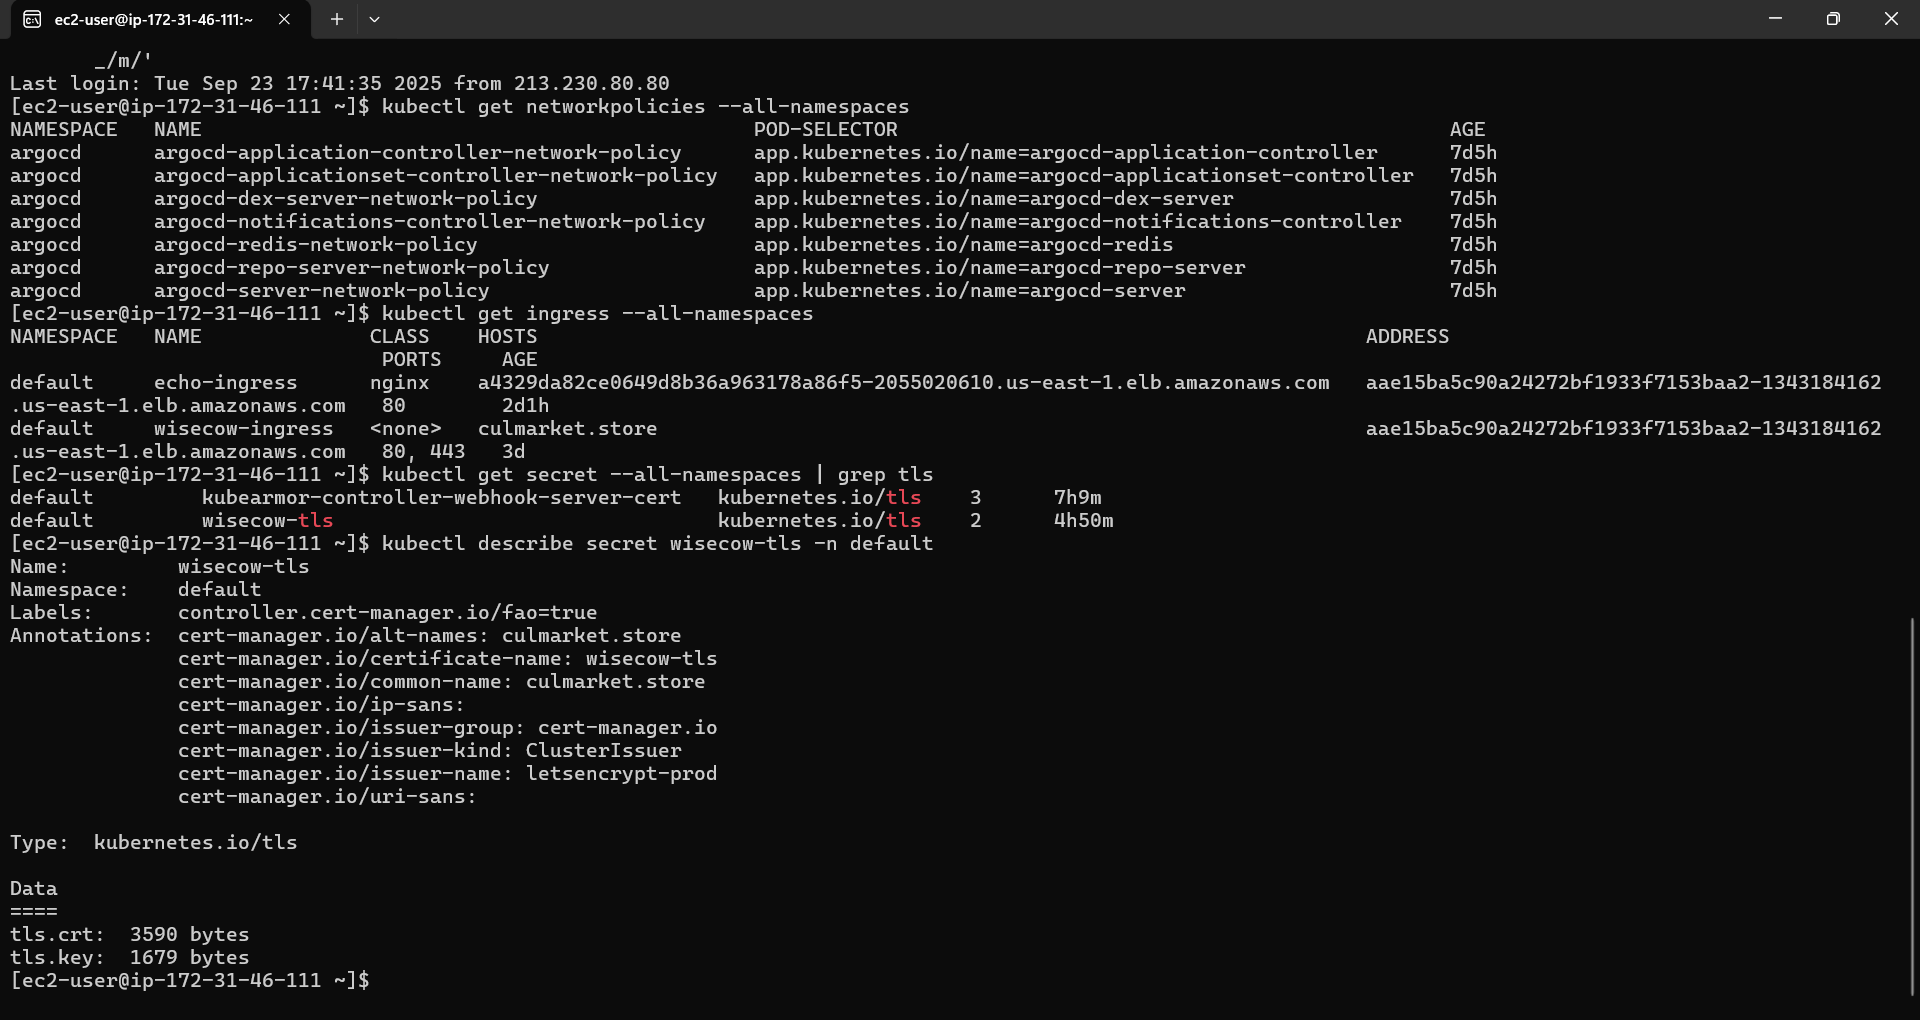 ec2-user@ip-172-31-46-111:~
_/m/'
Last login: Tue Sep 23 17:41:35 2025 from 213.230.80.80
[ec2-user@ip-172-31-46-111 ~]$ kubectl get networkpolicies --all-namespaces
NAMESPACE   NAME                                              POD-SELECTOR                                              AGE
argocd      argocd-application-controller-network-policy      app.kubernetes.io/name=argocd-application-controller      7d5h
argocd      argocd-applicationset-controller-network-policy   app.kubernetes.io/name=argocd-applicationset-controller   7d5h
argocd      argocd-dex-server-network-policy                  app.kubernetes.io/name=argocd-dex-server                  7d5h
argocd      argocd-notifications-controller-network-policy    app.kubernetes.io/name=argocd-notifications-controller    7d5h
argocd      argocd-redis-network-policy                       app.kubernetes.io/name=argocd-redis                       7d5h
argocd      argocd-repo-server-network-policy                 app.kubernetes.io/name=argocd-repo-server                 7d5h
argocd      argocd-server-network-policy                      app.kubernetes.io/name=argocd-server                      7d5h
[ec2-user@ip-172-31-46-111 ~]$ kubectl get ingress --all-namespaces
NAMESPACE   NAME              CLASS    HOSTS                                                                     ADDRESS
                               PORTS     AGE
default     echo-ingress      nginx    a4329da82ce0649d8b36a963178a86f5-2055020610.us-east-1.elb.amazonaws.com   aae15ba5c90a24272bf1933f7153baa2-1343184162
.us-east-1.elb.amazonaws.com   80        2d1h
default     wisecow-ingress   <none>   culmarket.store                                                           aae15ba5c90a24272bf1933f7153baa2-1343184162
.us-east-1.elb.amazonaws.com   80, 443   3d
[ec2-user@ip-172-31-46-111 ~]$ kubectl get secret --all-namespaces | grep tls
default         kubearmor-controller-webhook-server-cert   kubernetes.io/tls    3      7h9m
default         wisecow-tls                                kubernetes.io/tls    2      4h50m
[ec2-user@ip-172-31-46-111 ~]$ kubectl describe secret wisecow-tls -n default
Name:         wisecow-tls
Namespace:    default
Labels:       controller.cert-manager.io/fao=true
Annotations:  cert-manager.io/alt-names: culmarket.store
              cert-manager.io/certificate-name: wisecow-tls
              cert-manager.io/common-name: culmarket.store
              cert-manager.io/ip-sans:
              cert-manager.io/issuer-group: cert-manager.io
              cert-manager.io/issuer-kind: ClusterIssuer
              cert-manager.io/issuer-name: letsencrypt-prod
              cert-manager.io/uri-sans:
Type:  kubernetes.io/tls
Data
====
tls.crt:  3590 bytes
tls.key:  1679 bytes
[ec2-user@ip-172-31-46-111 ~]$